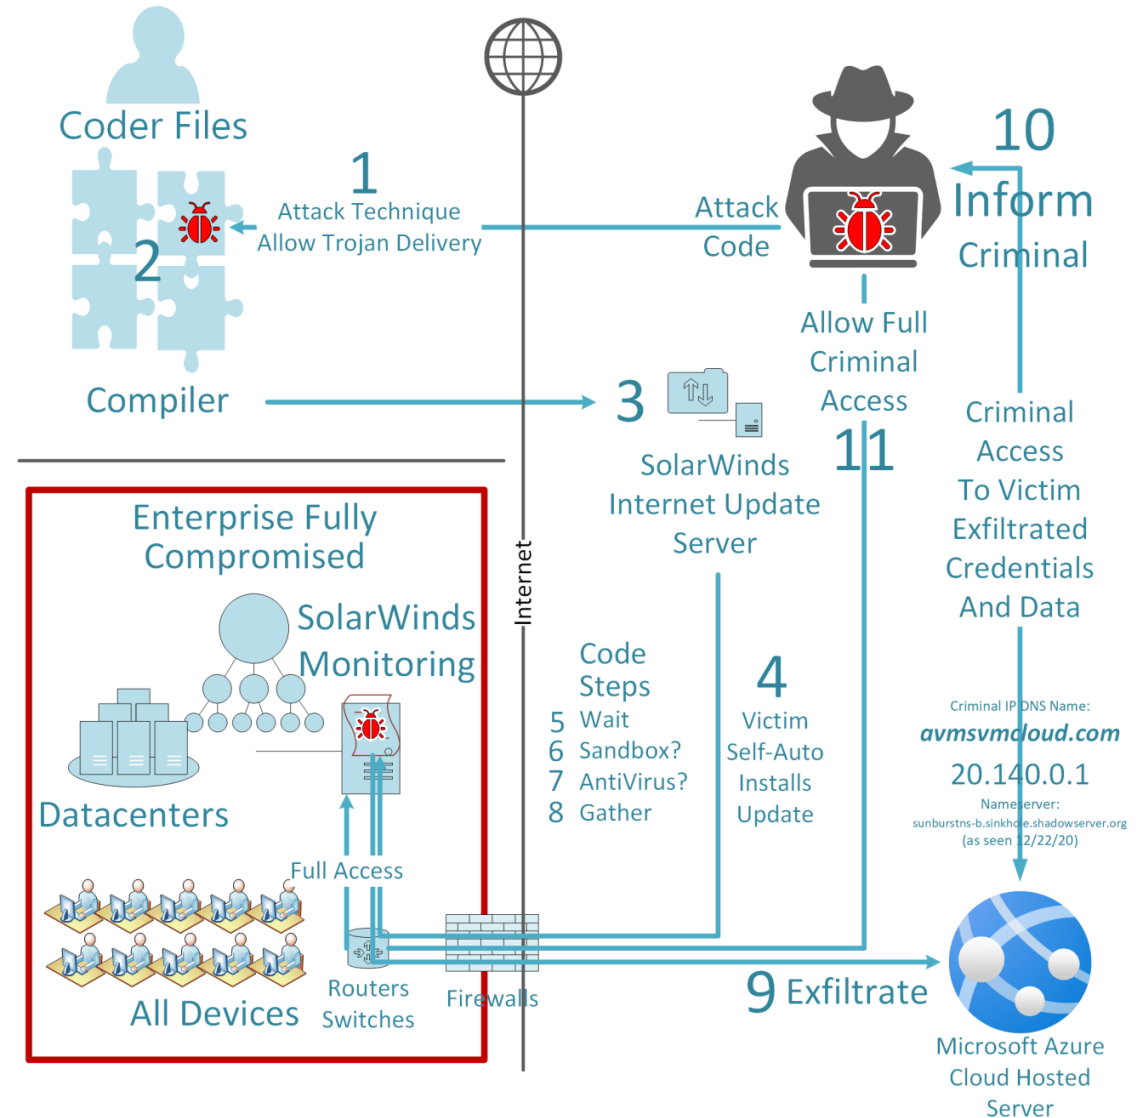 Coder Files
1
Attack Technique
Allow Trojan Delivery
2
Compiler
Attack
Code
10
Inform
Criminal
Allow Full
Criminal
Access
11
3
SolarWinds
Internet Update
Server
Criminal
Access
To Victim
Exfiltrated
Credentials
And Data
Internet
Enterprise Fully
Compromised
SolarWinds
Monitoring
Datacenters
Full Access
All Devices
Routers
Switches
Firewalls
Code
Steps
5 Wait
6 Sandbox?
7 AntiVirus?
8 Gather
4
Victim
Self-Auto
Installs
Update
Criminal IP DNS Name:
avmsvmcloud.com
20.140.0.1
Nameserver:
sunburstns-b.sinkhole.shadowserver.org
(as seen 12/22/20)
9 Exfiltrate
Microsoft Azure
Cloud Hosted
Server